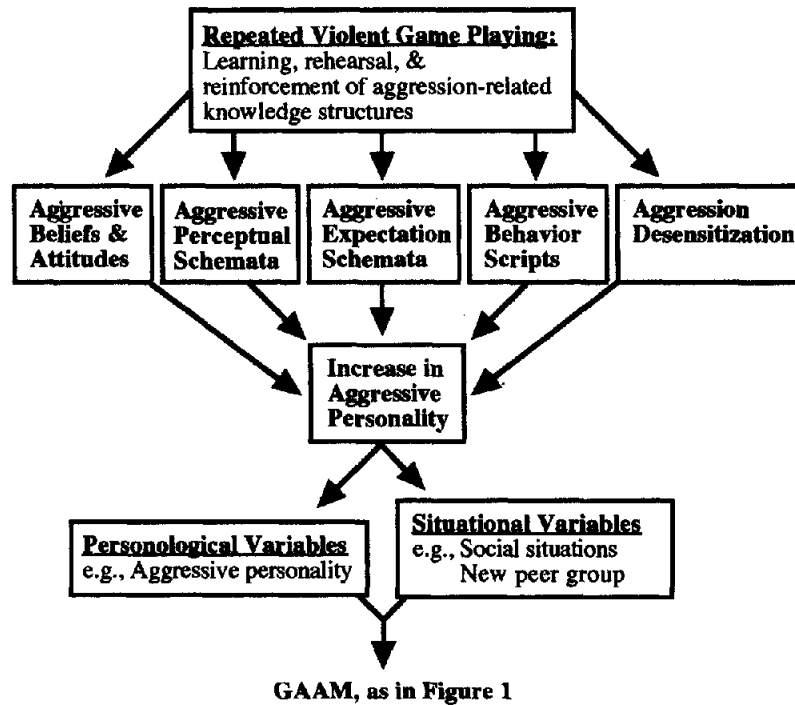 Repeated Violent Game Playing:
Learning, rehearsal, &
reinforcement of aggression-related
knowledge structures
Aggressive
Beliefs &
Attitudes
Aggressive
Perceptual
Schemata
Aggressive
Expectation
Schemata
Aggressive
Behavior
Scripts
Aggression
Desensitization
Increase in
Aggressive
Personality
Personological Variables
e.g., Aggressive personality
Situational Variables
e.g., Social situations
New peer group
GAAM, as in Figure 1